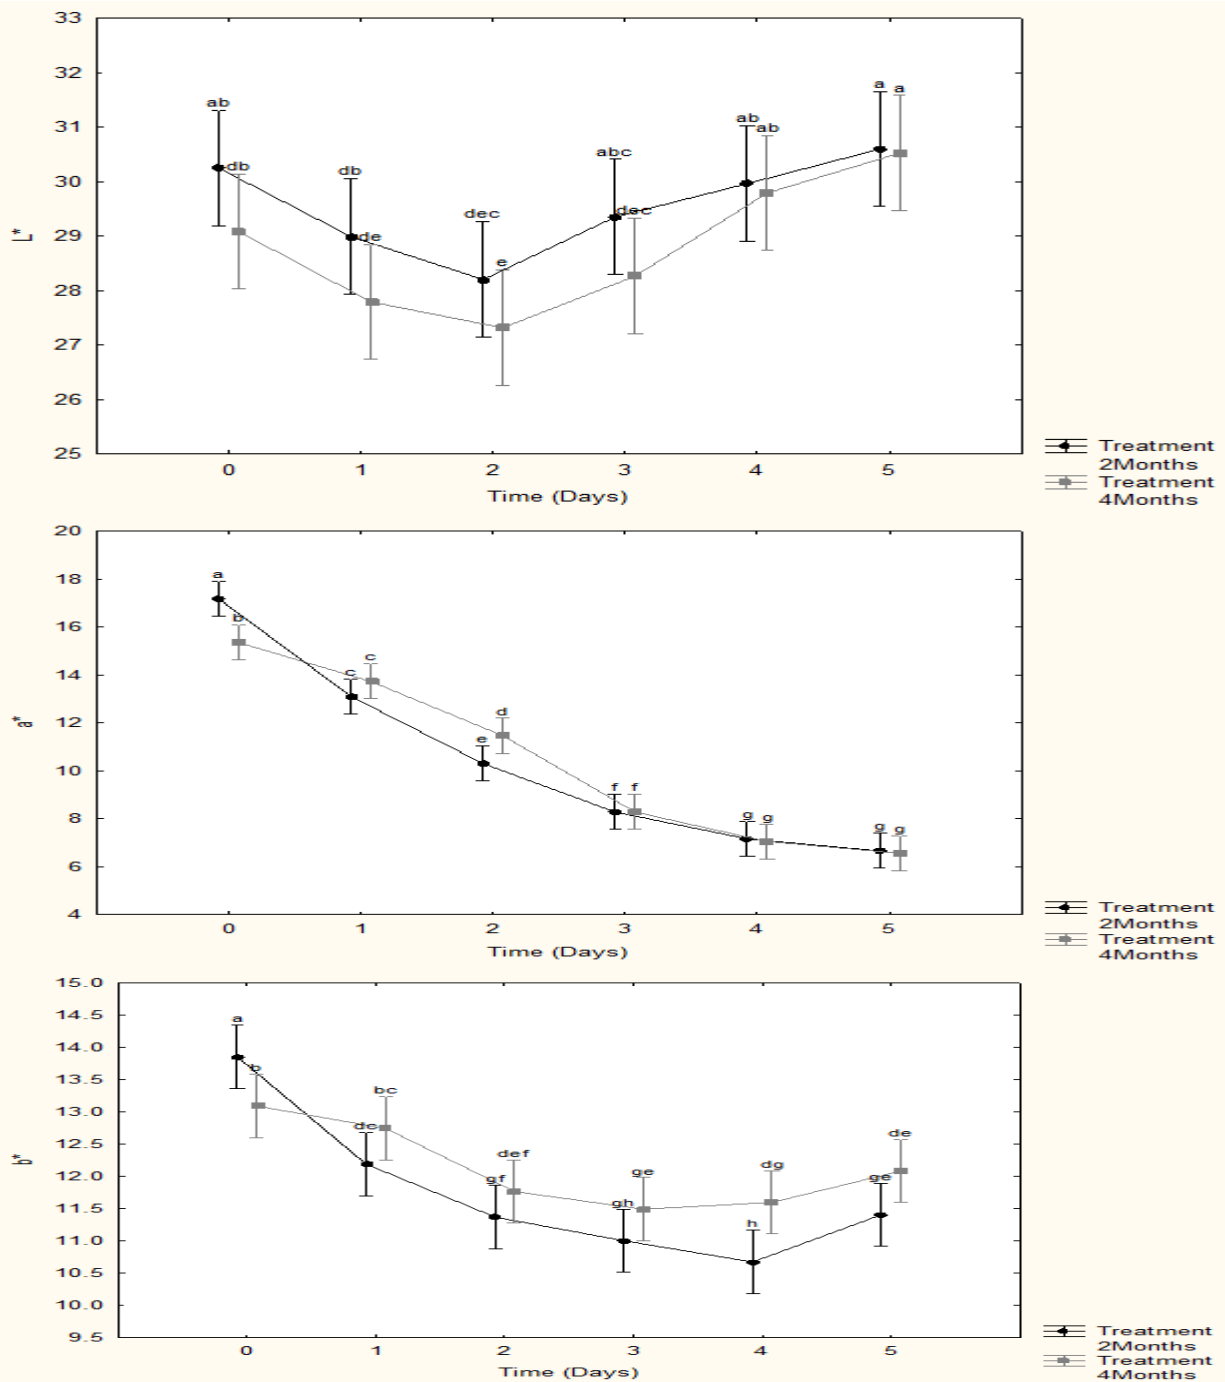 33
32
31
30
29
28
27
26
25
L*
ab
db
db
de
dec
e
abc
dec
ab
ab
a
a
0 1 2 3 4 5
Time (Days)
Treatment
2Months
Treatment
4Months
20
18
16
14
12
10
8
6
4
a*
a
b
c
c
e
d
f
f
g
g
g
g
0 1 2 3 4 5
Time (Days)
Treatment
2Months
Treatment
4Months
15.0
14.5
14.0
13.5
13.0
12.5
12.0
11.5
11.0
10.5
10.0
9.5
b*
a
b
dc
bc
gf
def
gh
ge
h
dg
ge
de
0 1 2 3 4 5
Time (Days)
Treatment
2Months
Treatment
4Months